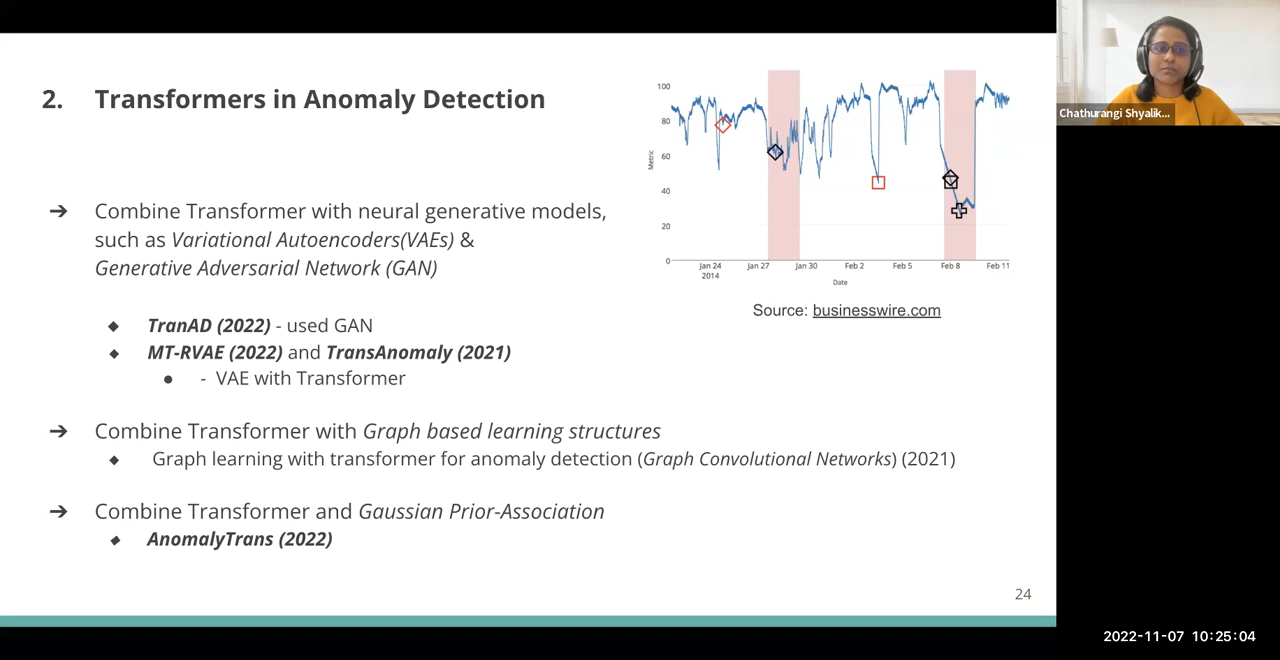 2. Transformers in Anomaly Detection
➔ Combine Transformer with neural generative models,
such as Variational Autoencoders(VAEs) &
Generative Adversarial Network (GAN)
◆ TranAD (2022) - used GAN
◆ MT-RVAE (2022) and TransAnomaly (2021)
● - VAE with Transformer
➔ Combine Transformer with Graph based learning structures
◆ Graph learning with transformer for anomaly detection (Graph Convolutional Networks) (2021)
➔ Combine Transformer and Gaussian Prior-Association
◆ AnomalyTrans (2022)
100
80
60
40
20
0
Metric
Jan 24 Jan 27 Jan 30 Feb 2 Feb 5 Feb 8 Feb 11
2014
Date
Source: businesswire.com
24
Chathurangi Shyalik...
2022-11-07 10:25:04